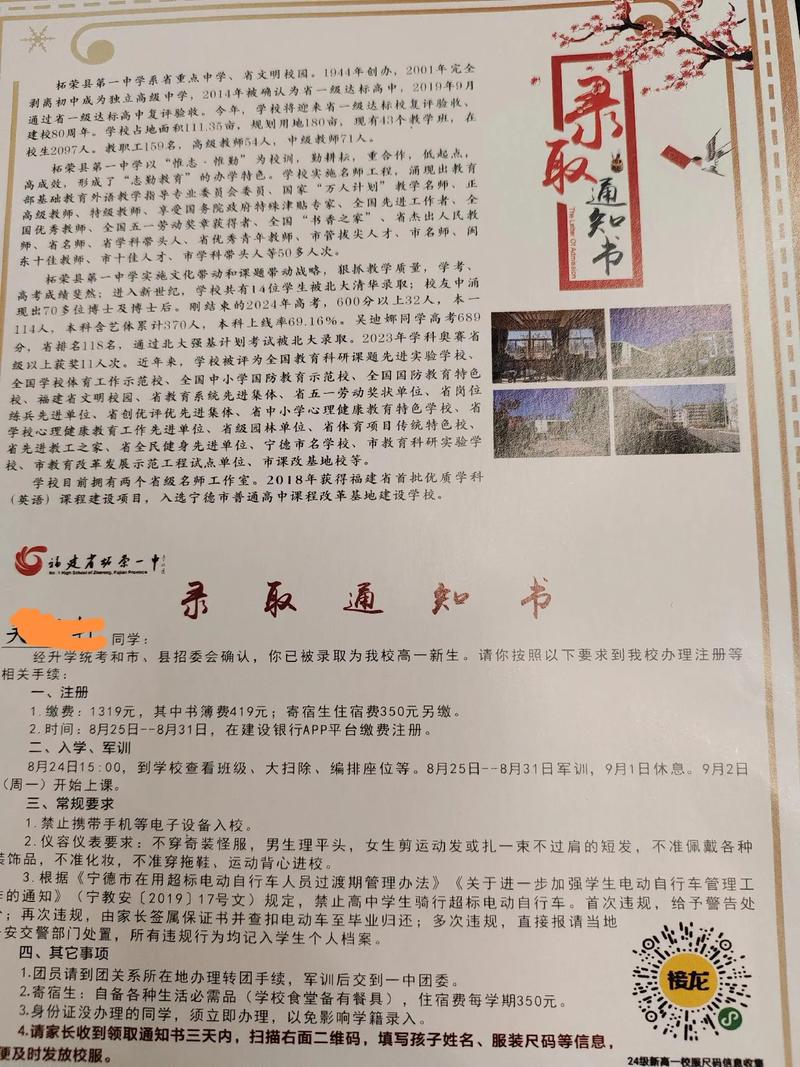 柘荣县第一中学系省重点中学、省文明校园。1944年创办，2001年完全
剥离初中成为独立高级中学，2014年被确认为省一级达标高中，2019年9月
通过省一级达标高中复评验收。今年，学校将迎来省一级达标校复评验收、
建校80周年。学校占地面积111.35亩，规划用地180亩，现有43个教学班，在
校生2097人。教职工159名，高级教师54人，中级教师71人。
柘荣县第一中学以“惟志·惟勤”为校训，勤耕耘，重合作，低起点，
高成效，形成了“志勤教育”的办学特色。学校实施名师工程，涌现出教育
部基础教育外语教学指导专业委员会委员、国家“万人计划”教学名师、正
高级教师、特级教师、享受国务院政府特殊津贴专家、全国先进工作者、全
国优秀教师、全国五一劳动奖章获得者、全国“书香之家”、省杰出人民教
师、省名师、省学科带头人、省优秀青年教师、市管拔尖人才、市名师、闽
东十佳教师、市十佳人才、市学科带头人等50多人次。
柘荣县第一中学实施文化带动和课题带动战略，狠抓教学质量，学考、
高考成绩斐然；进入新世纪，学校共有14位学生被北大清华录取；校友中涌
现出70多位博士及博士后。刚结束的2024年高考，600分以上32人，本一
114人，本科含艺体累计370人，本科上线率69.16%。吴迪娜同学高考689
分，省排名118名，通过北大强基计划考试被北大录取。2023年学科奥赛省
级以上获奖11人次。近年来，学校被评为全国教育科研课题先进实验学校、
全国学校体育工作示范校、全国中小学国防教育示范校、全国国防教育特色
校、福建省文明校园、省教育系统先进集体、省五一劳动奖状单位、省岗位
练兵先进单位、省创优评优先进集体、省中小学心理健康教育特色学校、省
学校心理健康教育工作先进单位、省级园林单位、省体育项目传统特色校、
省先进教工之家、省全民健身先进单位、宁德市名学校、市教育科研实验学
校、市教育改革发展示范工程试点单位、市课改基地校等。
学校目前拥有两个省级名师工作室。2018年获得福建省首批优质学科
（英语）课程建设项目，入选宁德市普通高中课程改革基地建设学校。
录取
通知书
The Letter Of Admission
福建省柘荣一中
No.1 High School of Zherong, Fujian Province
录取通知书
同学：
经升学统考和市、县招委会确认，你已被录取为我校高一新生。请你按照以下要求到我校办理注册等
相关手续：
一、注册
1.缴费：1319元，其中书簿费419元；寄宿生住宿费350元另缴。
2.时间：8月25日--8月31日，在建设银行APP平台缴费注册。
二、入学、军训
8月24日15:00，到学校查看班级、大扫除、编排座位等。8月25日--8月31日军训，9月1日休息。9月2日
（周一）开始上课。
三、常规要求
1.禁止携带手机等电子设备入校。
2.仪容仪表要求：不穿奇装怪服，男生理平头，女生剪运动发或扎一束不过肩的短发，不准佩戴各种
装饰品，不准化妆，不准穿拖鞋、运动背心进校。
3.根据《宁德市在用超标电动自行车人员过渡期管理办法》《关于进一步加强学生电动自行车管理工
作的通知》（宁教安〔2019〕17号文）规定，禁止高中学生骑行超标电动自行车。首次违规，给予警告处
分；再次违规，由家长签属保证书并查扣电动车至毕业归还；多次违规，直接报请当地
安交警部门处置，所有违规行为均记入学生个人档案。
四、其它事项
1.团员请到团关系所在地办理转团手续，军训后交到一中团委。
2.寄宿生：自备各种生活必需品（学校食堂备有餐具），住宿费每学期350元。
3.身份证没办理的同学，须立即办理，以免影响学籍录入。
4.请家长收到领取通知书三天内，扫描右面二维码，填写孩子姓名、服装尺码等信息，
便及时发放校服。
接龙
24级新高一校服尺码信息收集